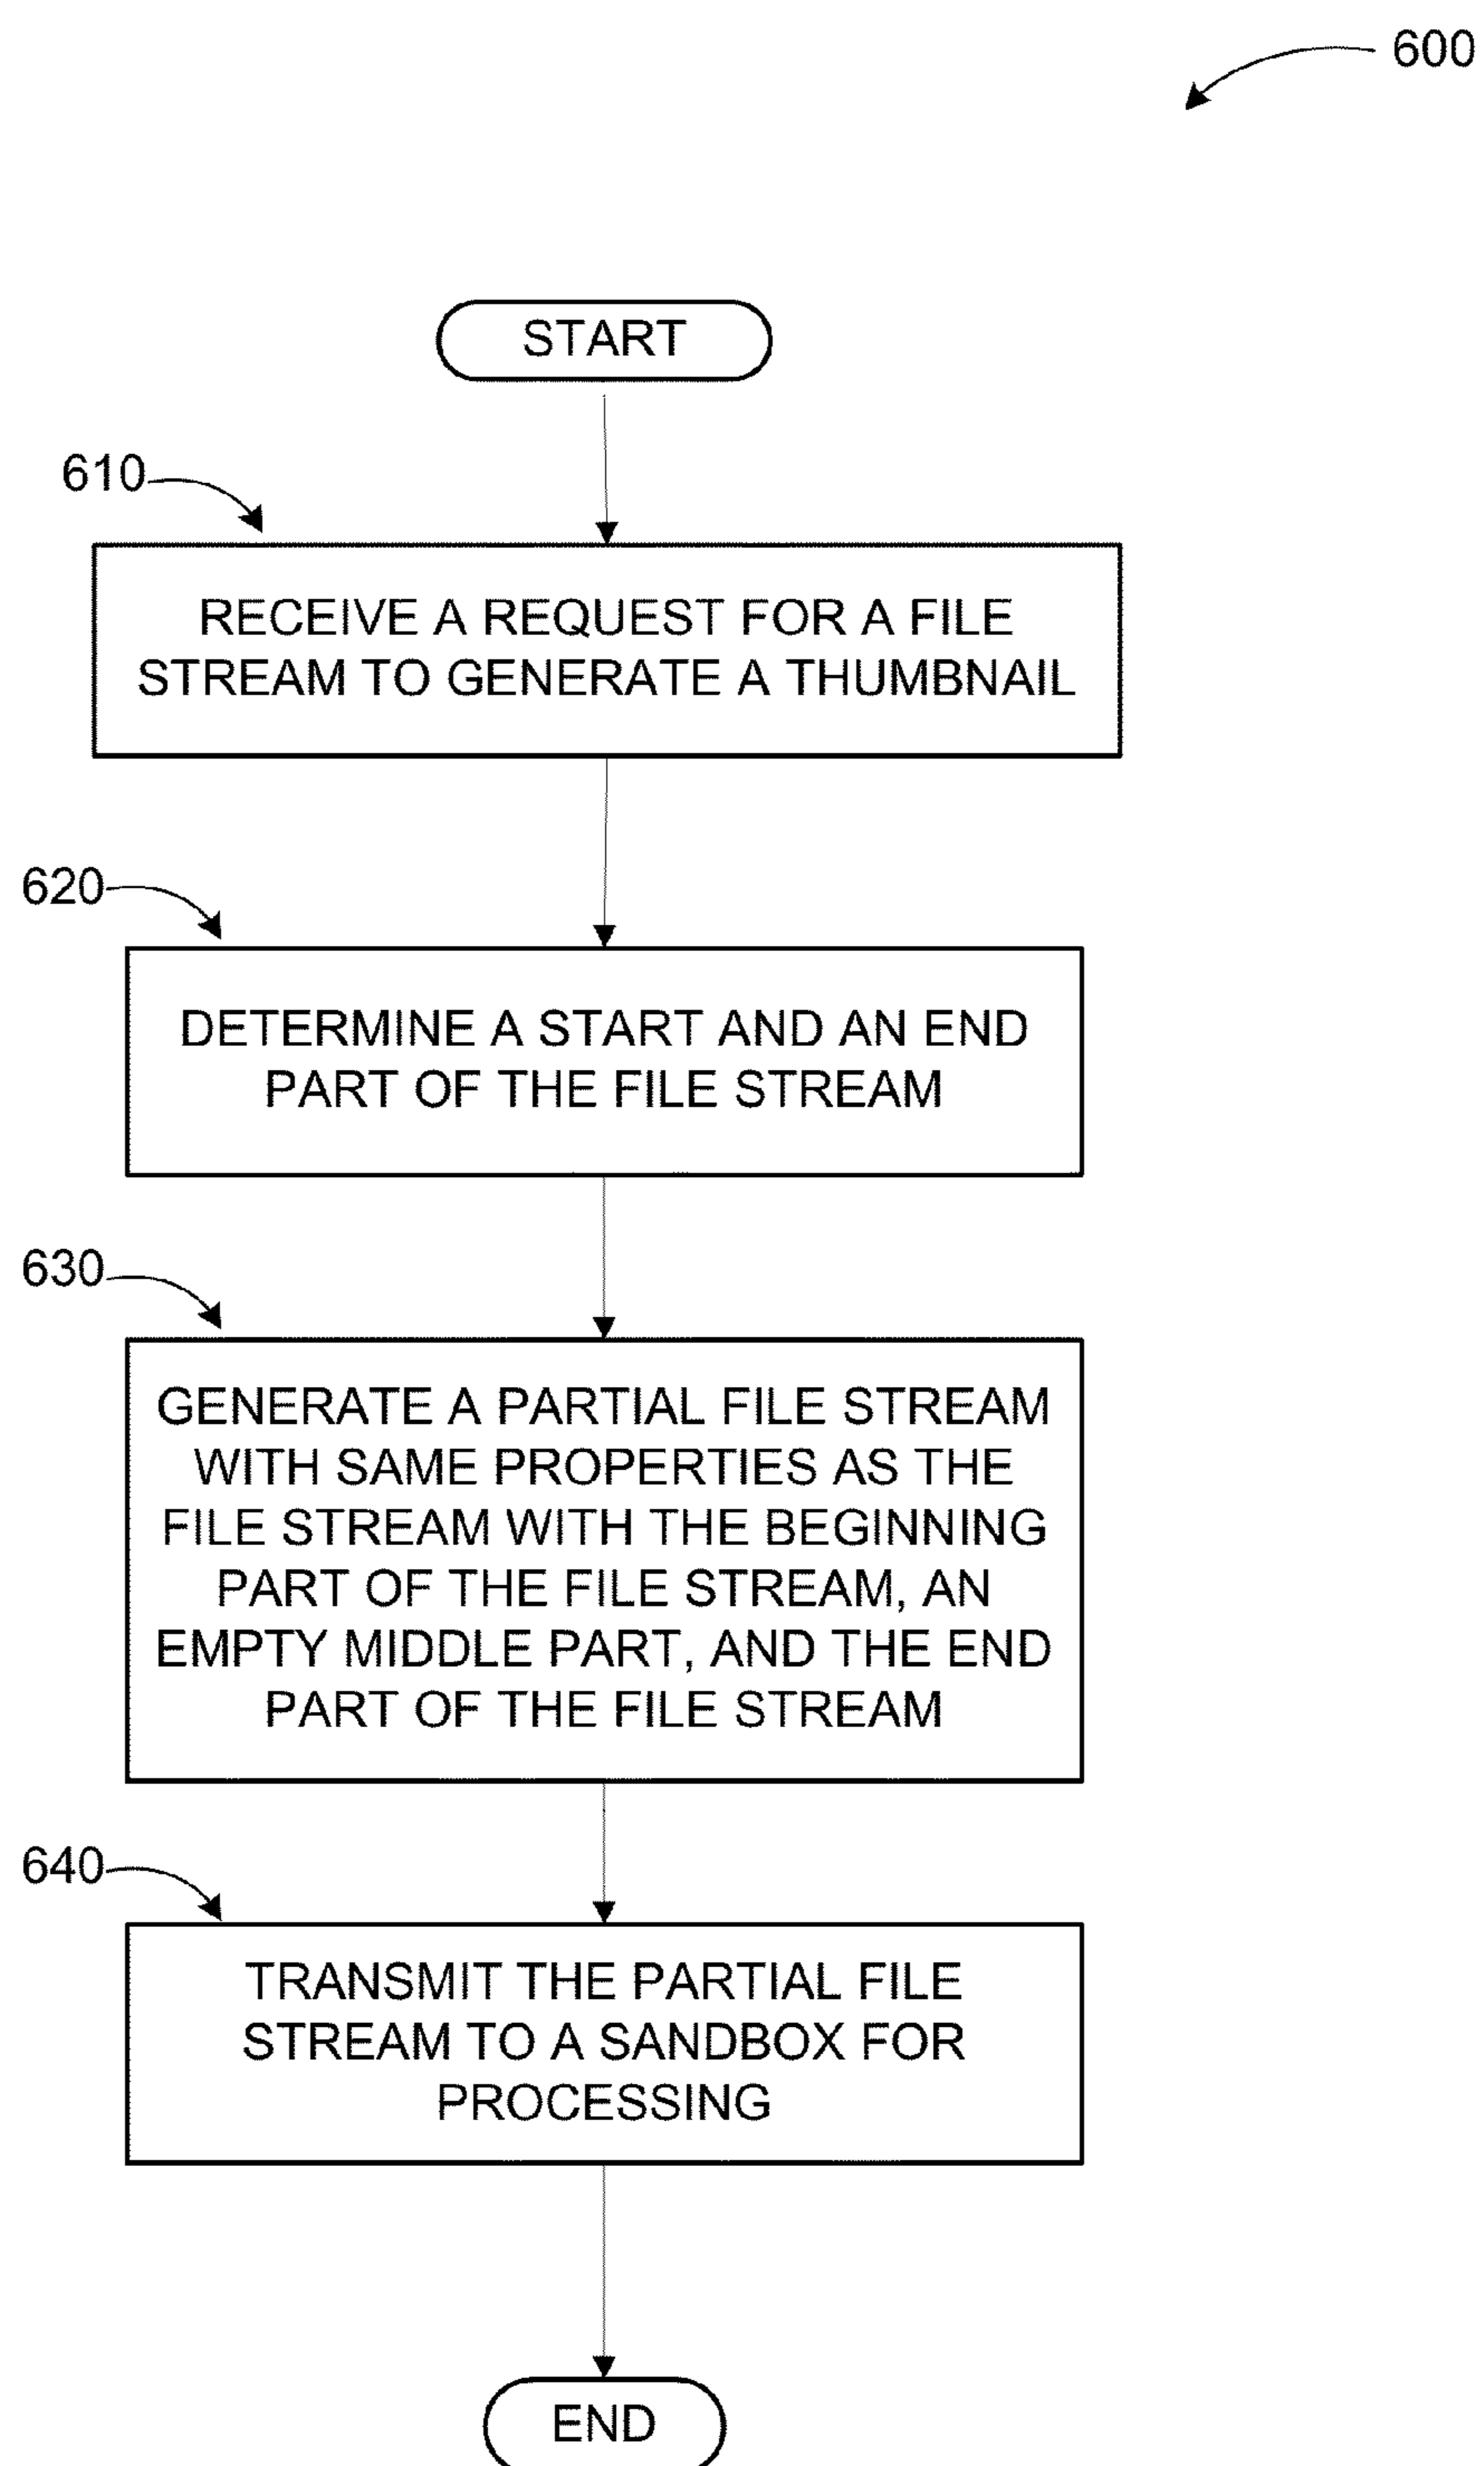 600
START
610
RECEIVE A REQUEST FOR A FILE
STREAM TO GENERATE A THUMBNAIL
620
DETERMINE A START AND AN END
PART OF THE FILE STREAM
630
GENERATE A PARTIAL FILE STREAM
WITH SAME PROPERTIES AS THE
FILE STREAM WITH THE BEGINNING
PART OF THE FILE STREAM, AN
EMPTY MIDDLE PART, AND THE END
PART OF THE FILE STREAM
640
TRANSMIT THE PARTIAL FILE
STREAM TO A SANDBOX FOR
PROCESSING
END